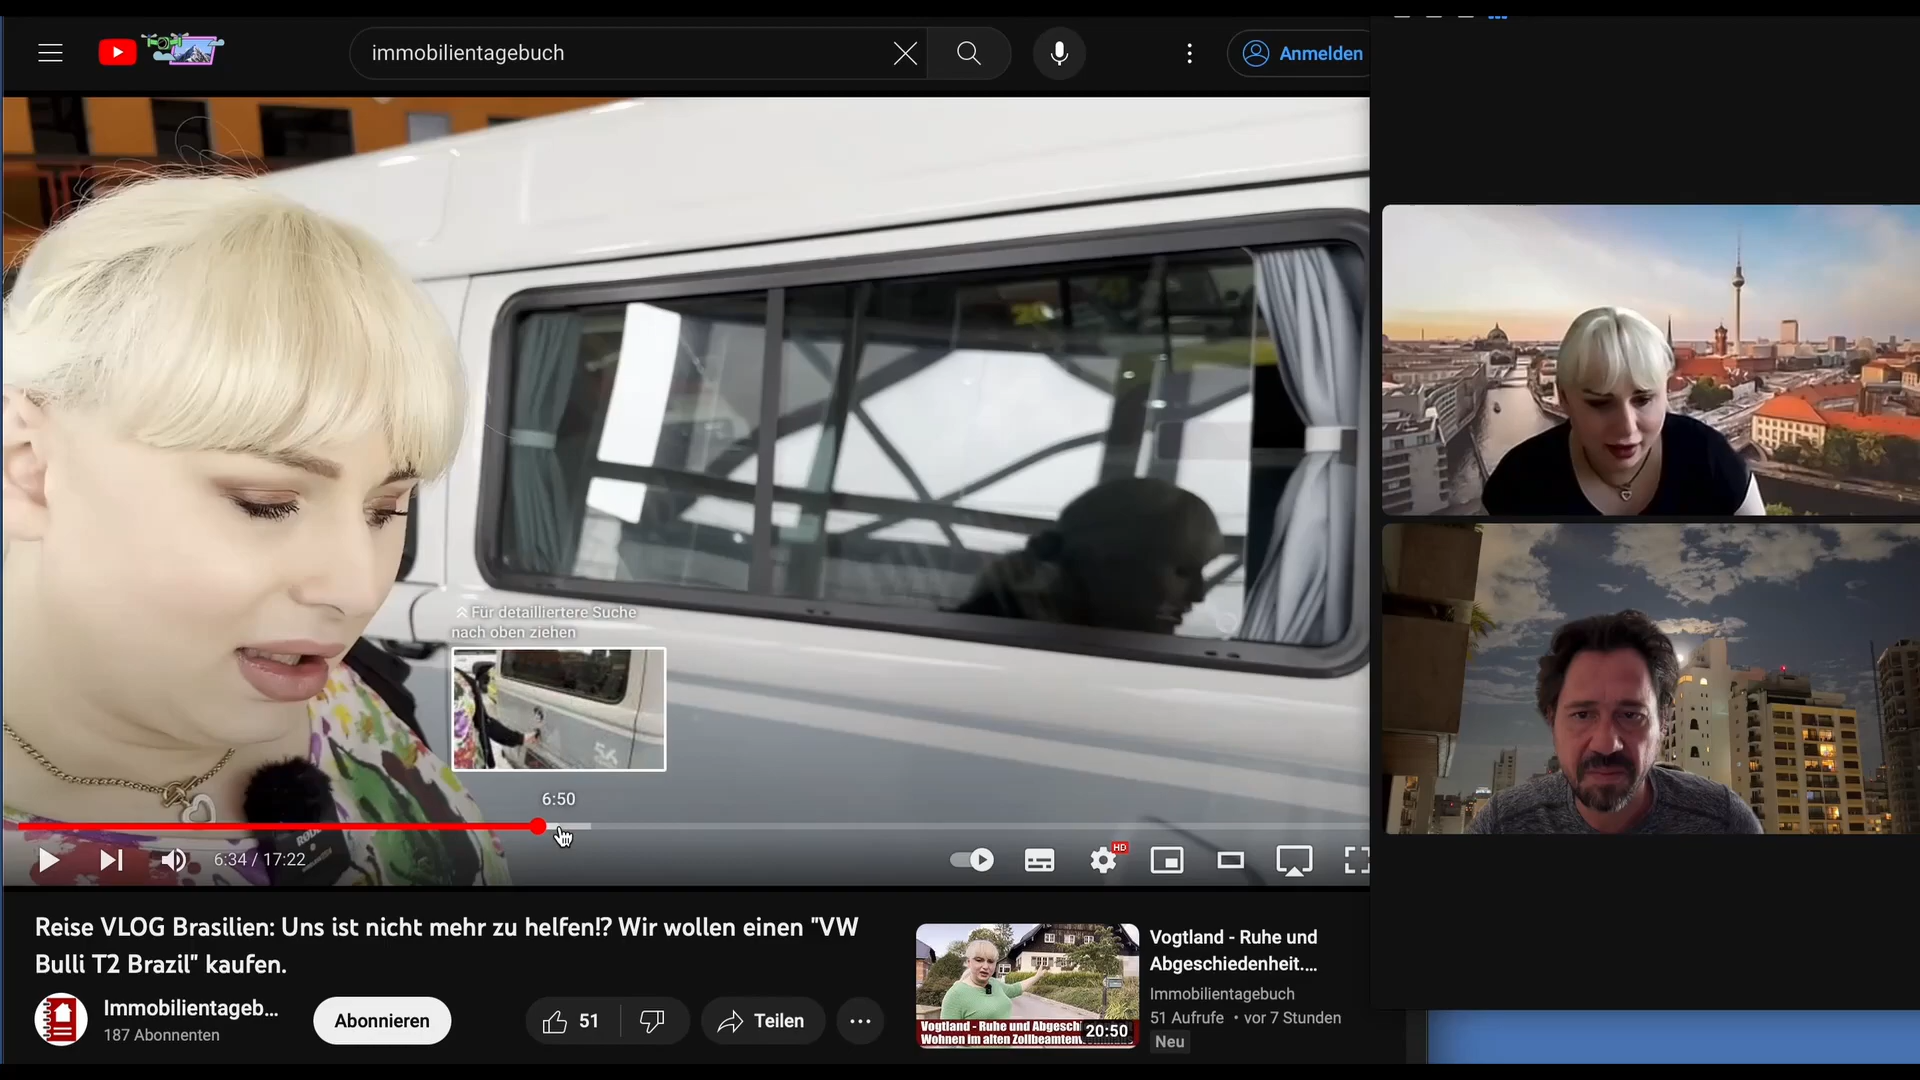 immobilientagebuch
Anmelden
Für detailliertere Suche
nach oben ziehen
56
6:50
6:34 / 17:22
HD
Reise VLOG Brasilien: Uns ist nicht mehr zu helfen!? Wir wollen einen "VW
Bulli T2 Brazil" kaufen.
Immobilientageb...
187 Abonnenten
Abonnieren
51
Teilen
Vogtland - Ruhe und Abgesch
Wohnen im alten Zollbeamten
20:50
Vogtland - Ruhe und
Abgeschiedenheit....
Immobilientagebuch
51 Aufrufe • vor 7 Stunden
Neu